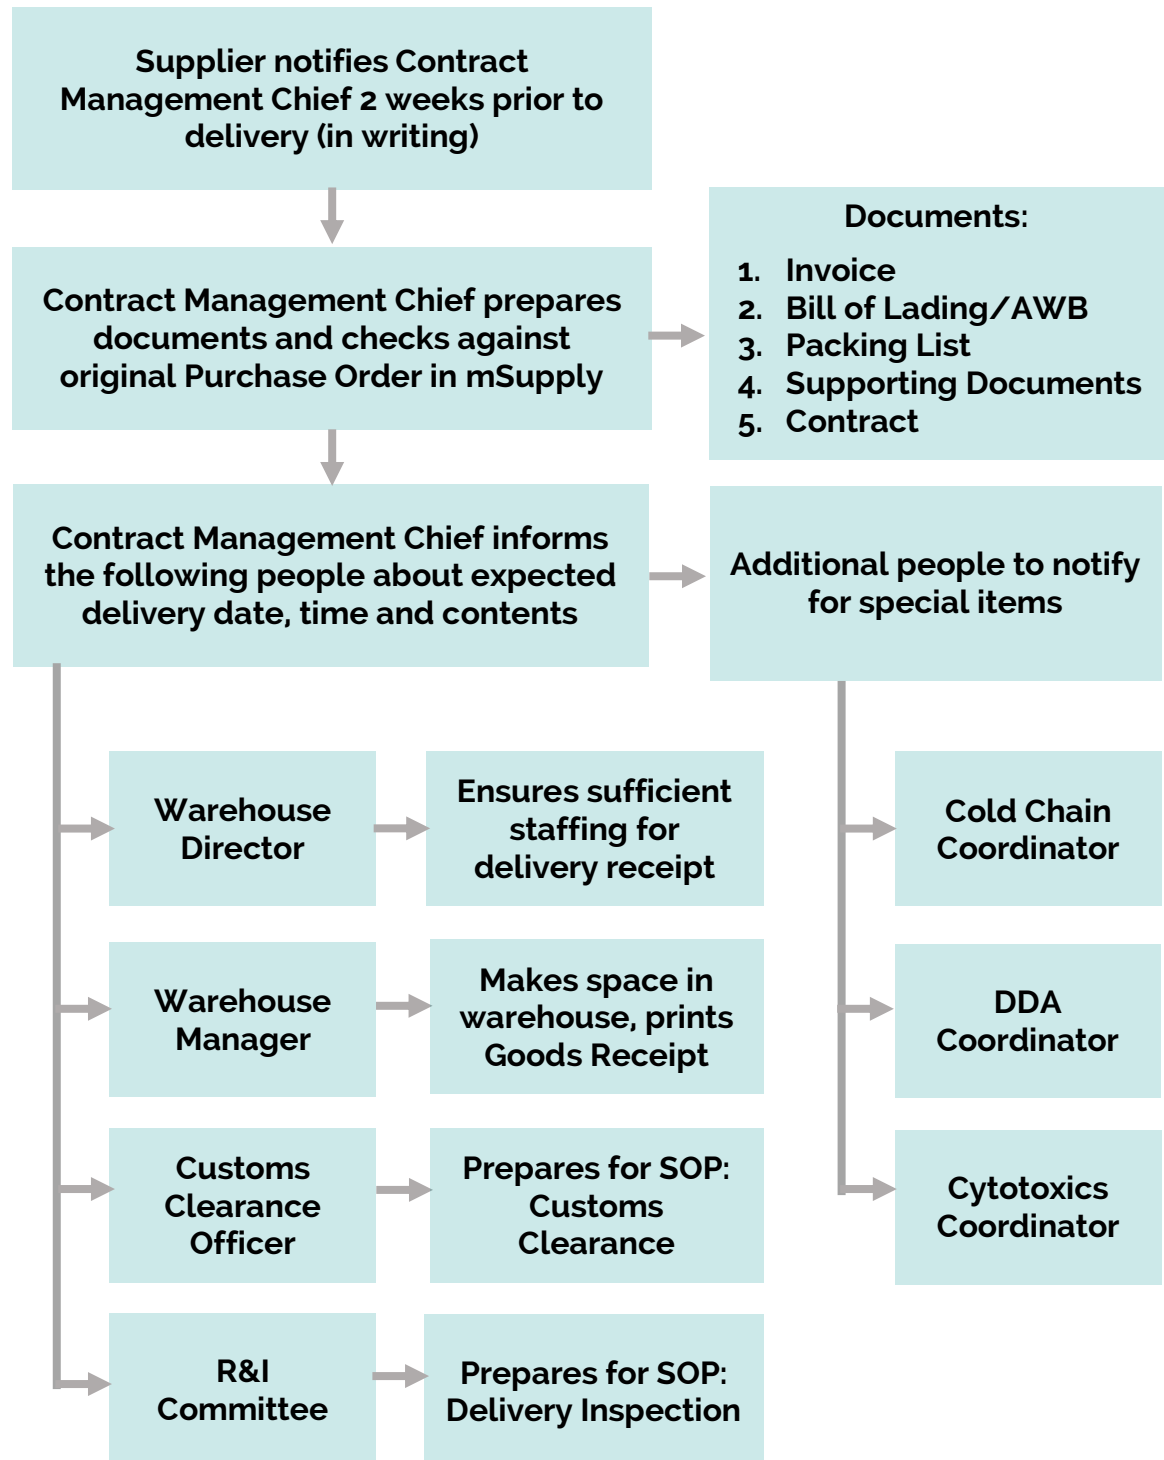 Supplier notifies Contract
Management Chief 2 weeks prior to
delivery (in writing)
Contract Management Chief prepares
documents and checks against
original Purchase Order in mSupply
Documents:
1. Invoice
2. Bill of Lading/AWB
3. Packing List
4. Supporting Documents
5. Contract
Contract Management Chief informs
the following people about expected
delivery date, time and contents
Additional people to notify
for special items
Warehouse
Director
Ensures sufficient
staffing for
delivery receipt
Cold Chain
Coordinator
Warehouse
Manager
Makes space in
warehouse, prints
Goods Receipt
DDA
Coordinator
Customs
Clearance
Officer
Prepares for SOP:
Customs
Clearance
Cytotoxics
Coordinator
R&I
Committee
Prepares for SOP:
Delivery Inspection